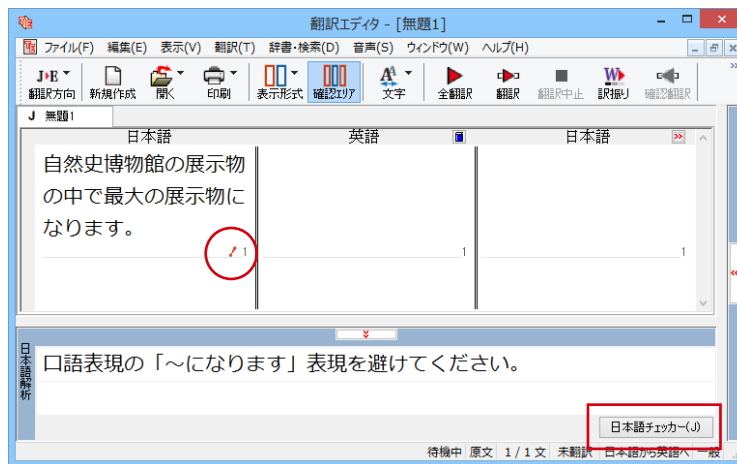 翻訳エディタ - [無題1]
ファイル(F) 編集(E) 表示(V) 翻訳(T) 辞書・検索(D) 音声(S) ウィンドウ(W) ヘルプ(H)
J▸E
翻訳方向 新規作成 開く 印刷 表示形式 確認エリア 文字 全翻訳 翻訳 翻訳中止 訳振り 確認翻訳
J 無題1
日本語 英語 日本語
自然史博物館の展示物
の中で最大の展示物に
なります。
1 1 1
日本語解析
口語表現の「～になります」表現を避けてください。
日本語チェッカー(J)
待機中 原文 1 / 1 文 未翻訳 日本語から英語へ 一般